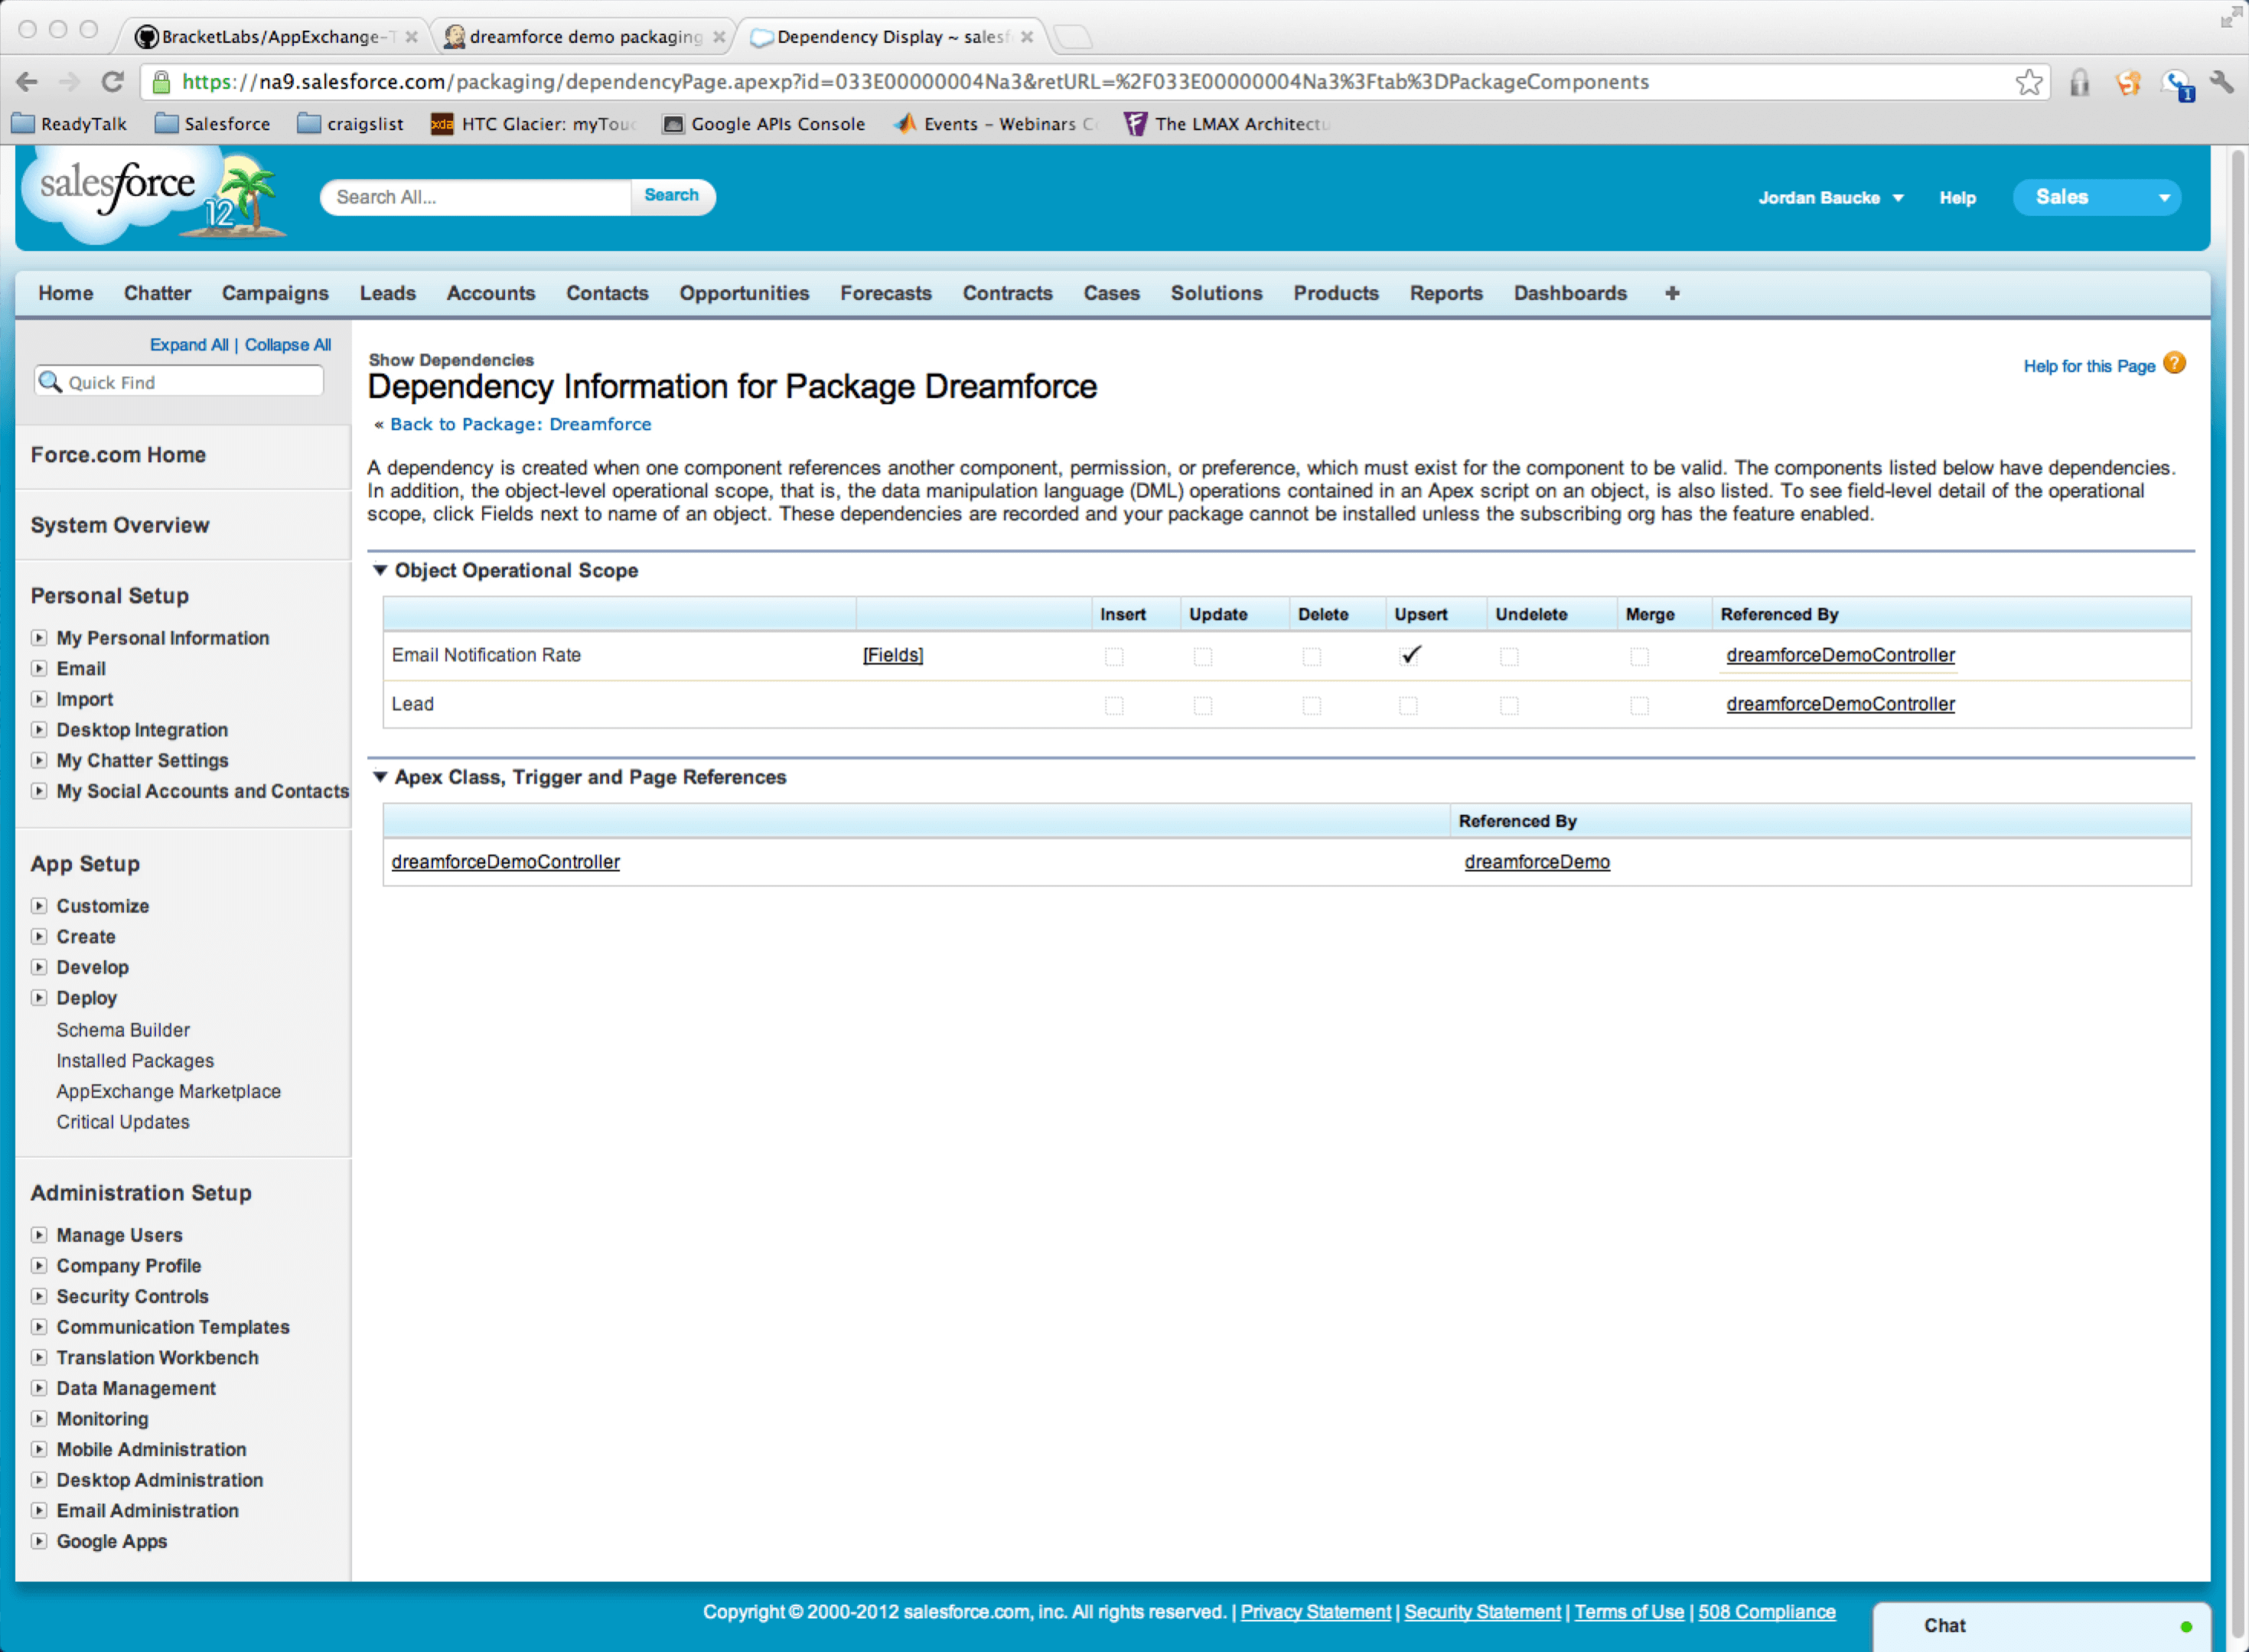 BracketLabs/AppExchange-T
dreamforce demo packaging
Dependency Display ~ salesf
https://na9.salesforce.com/packaging/dependencyPage.apexp?id=033E00000004Na3&retURL=%2F033E00000004Na3%3Ftab%3DPackageComponents
1
ReadyTalk
Salesforce
craigslist
xda
HTC Glacier: myTouc
Google APIs Console
Events – Webinars C
The LMAX Architectu
salesforce
12
Search All...
Search
Jordan Baucke
Help
Sales
Home
Chatter
Campaigns
Leads
Accounts
Contacts
Opportunities
Forecasts
Contracts
Cases
Solutions
Products
Reports
Dashboards
+
Expand All | Collapse All
Quick Find
Force.com Home
System Overview
Personal Setup
My Personal Information
Email
Import
Desktop Integration
My Chatter Settings
My Social Accounts and Contacts
App Setup
Customize
Create
Develop
Deploy
Schema Builder
Installed Packages
AppExchange Marketplace
Critical Updates
Administration Setup
Manage Users
Company Profile
Security Controls
Communication Templates
Translation Workbench
Data Management
Monitoring
Mobile Administration
Desktop Administration
Email Administration
Google Apps
Show Dependencies
Dependency Information for Package Dreamforce
Help for this Page ?
« Back to Package: Dreamforce
A dependency is created when one component references another component, permission, or preference, which must exist for the component to be valid. The components listed below have dependencies.
In addition, the object-level operational scope, that is, the data manipulation language (DML) operations contained in an Apex script on an object, is also listed. To see field-level detail of the operational
scope, click Fields next to name of an object. These dependencies are recorded and your package cannot be installed unless the subscribing org has the feature enabled.
Object Operational Scope
Insert Update Delete Upsert Undelete Merge Referenced By
Email Notification Rate [Fields] dreamforceDemoController
Lead dreamforceDemoController
Apex Class, Trigger and Page References
Referenced By
dreamforceDemoController dreamforceDemo
Copyright © 2000-2012 salesforce.com, inc. All rights reserved. | Privacy Statement | Security Statement | Terms of Use | 508 Compliance
Chat